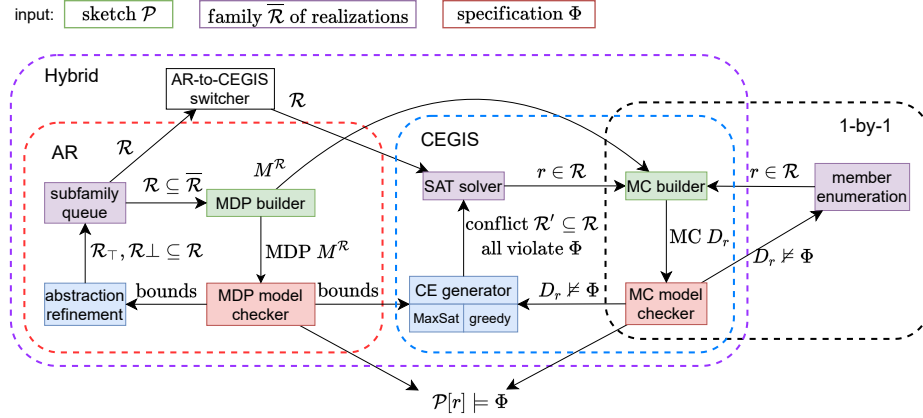 input:
sketch 𝒫
family ℛ̅ of realizations
specification Φ
Hybrid
AR-to-CEGIS
switcher
ℛ
ℛ
AR
CEGIS
1-by-1
subfamily
queue
ℛ ⊆ ℛ̅
M^ℛ
MDP builder
SAT solver
r ∈ ℛ
MC builder
r ∈ ℛ
member
enumeration
ℛ⊤, ℛ⊥ ⊆ ℛ
MDP M^ℛ
conflict ℛ′ ⊆ ℛ
all violate Φ
MC D_r
D_r ⊭ Φ
abstraction
refinement
bounds
MDP model
checker
bounds
CE generator
MaxSat
greedy
D_r ⊭ Φ
MC model
checker
𝒫[r] ⊨ Φ